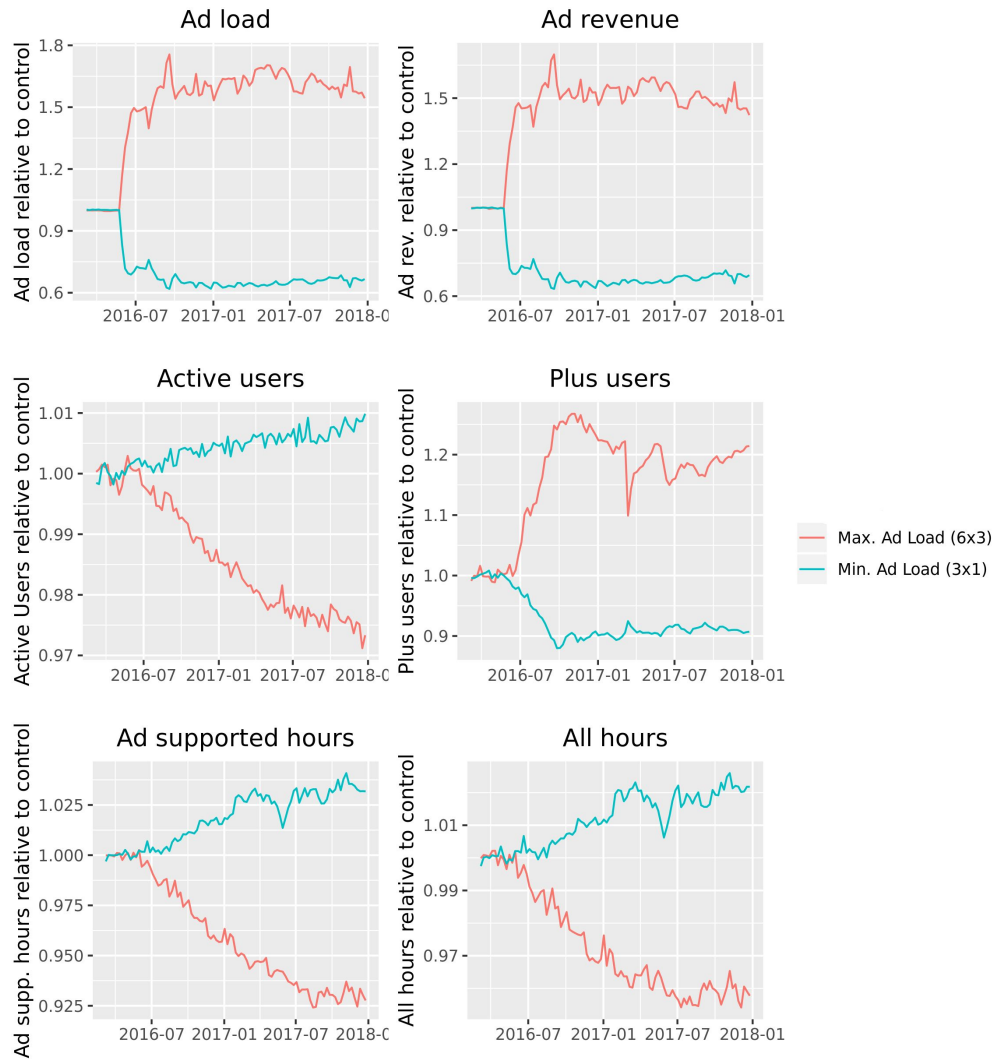 Ad load
Ad load relative to control
1.8
1.5
1.2
0.9
0.6
2016-07 2017-01 2017-07 2018-0
Ad revenue
Ad rev. relative to control
1.5
1.2
0.9
0.6
2016-07 2017-01 2017-07 2018-01
Active users
Active Users relative to control
1.01
1.00
0.99
0.98
0.97
2016-07 2017-01 2017-07 2018-0
Plus users
Plus users relative to control
1.2
1.1
1.0
0.9
2016-07 2017-01 2017-07 2018-01
Max. Ad Load (6x3)
Min. Ad Load (3x1)
Ad supported hours
Ad supp. hours relative to control
1.025
1.000
0.975
0.950
0.925
2016-07 2017-01 2017-07 2018-0
All hours
All hours relative to control
1.01
0.99
0.97
2016-07 2017-01 2017-07 2018-01